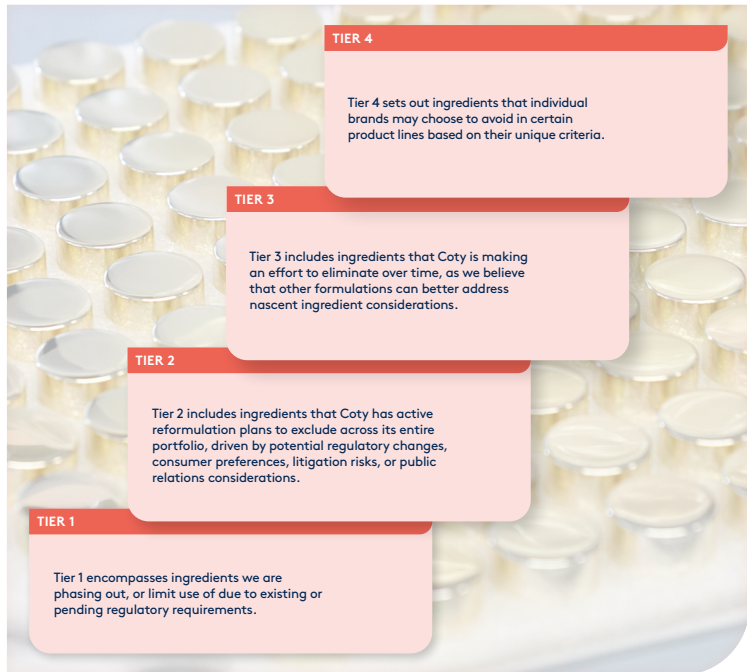 TIER 4
Tier 4 sets out ingredients that individual
brands may choose to avoid in certain
product lines based on their unique criteria.
TIER 3
Tier 3 includes ingredients that Coty is making
an effort to eliminate over time, as we believe
that other formulations can better address
nascent ingredient considerations.
TIER 2
Tier 2 includes ingredients that Coty has active
reformulation plans to exclude across its entire
portfolio, driven by potential regulatory changes,
consumer preferences, litigation risks, or public
relations considerations.
TIER 1
Tier 1 encompasses ingredients we are
phasing out, or limit use of due to existing or
pending regulatory requirements.